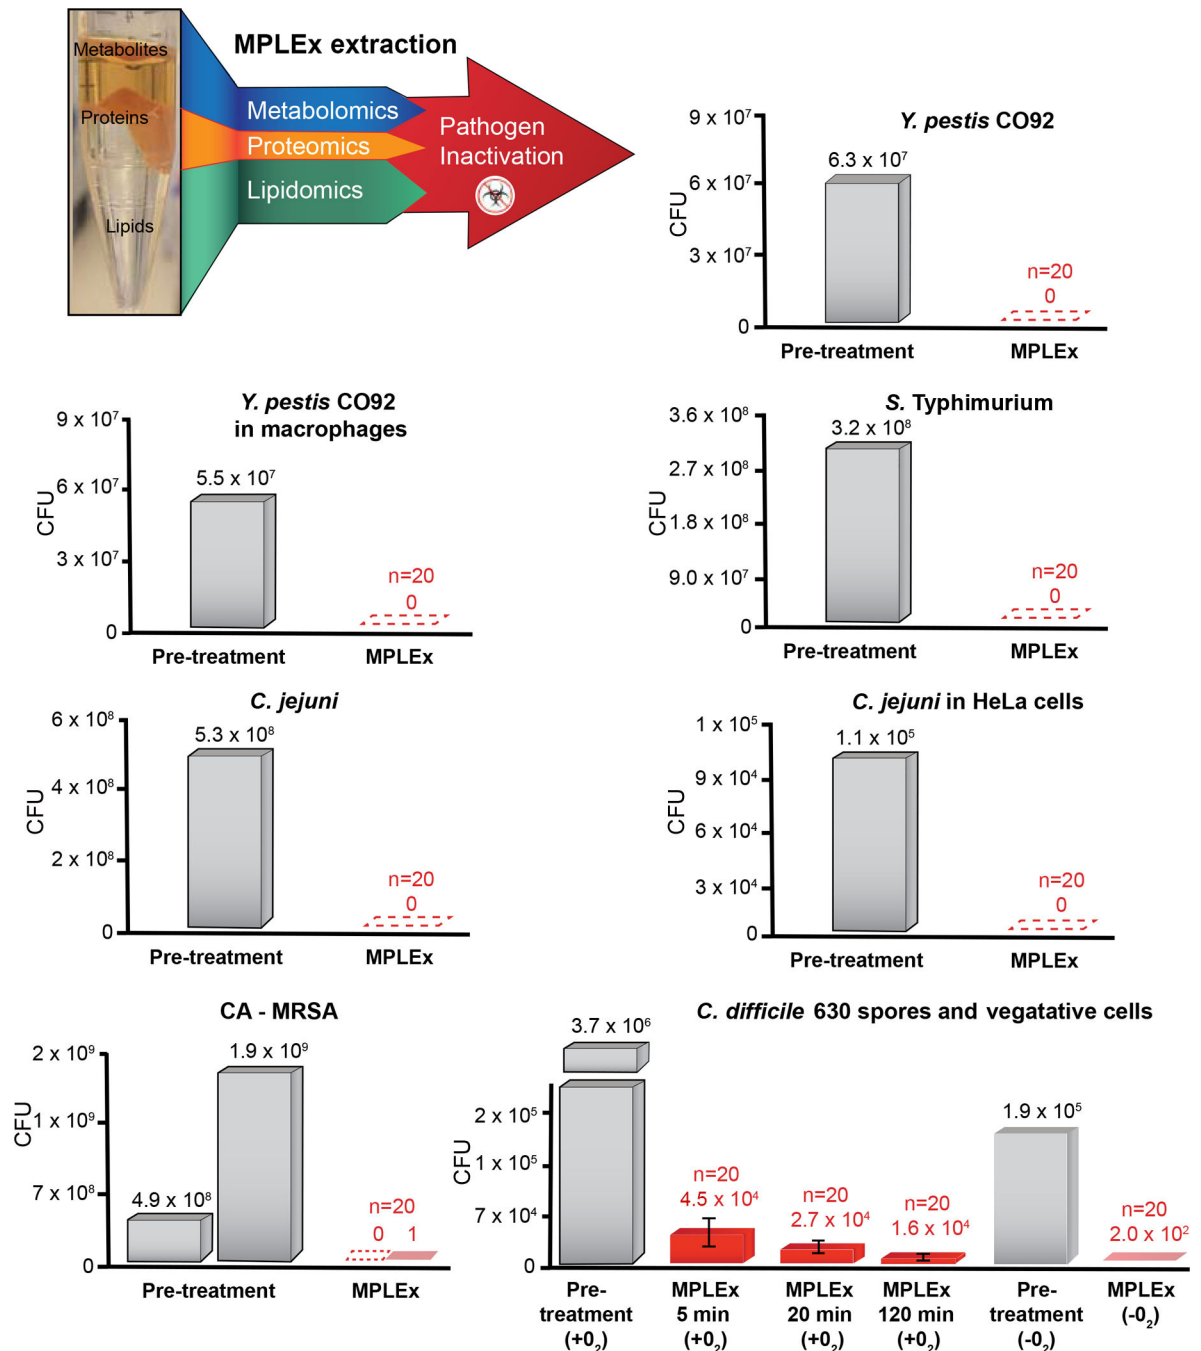 MPLEx extraction
Metabolites
Proteins
Lipids
Metabolomics
Proteomics
Lipidomics
Pathogen
Inactivation
Y. pestis CO92
9 x 10⁷
6 x 10⁷
3 x 10⁷
0
CFU
6.3 x 10⁷
n=20
0
Pre-treatment
MPLEx
Y. pestis CO92
in macrophages
9 x 10⁷
6 x 10⁷
3 x 10⁷
0
CFU
5.5 x 10⁷
n=20
0
Pre-treatment
MPLEx
S. Typhimurium
3.6 x 10⁸
2.7 x 10⁸
1.8 x 10⁸
9.0 x 10⁷
0
CFU
3.2 x 10⁸
n=20
0
Pre-treatment
MPLEx
C. jejuni
6 x 10⁸
4 x 10⁸
2 x 10⁸
0
CFU
5.3 x 10⁸
n=20
0
Pre-treatment
MPLEx
C. jejuni in HeLa cells
1 x 10⁵
9 x 10⁴
6 x 10⁴
3 x 10⁴
0
CFU
1.1 x 10⁵
n=20
0
Pre-treatment
MPLEx
CA - MRSA
2 x 10⁹
1 x 10⁹
7 x 10⁸
0
CFU
4.9 x 10⁸
1.9 x 10⁹
n=20
0 1
Pre-treatment
MPLEx
C. difficile 630 spores and vegatative cells
2 x 10⁵
1 x 10⁵
7 x 10⁴
0
CFU
3.7 x 10⁶
n=20
4.5 x 10⁴
n=20
2.7 x 10⁴
n=20
1.6 x 10⁴
1.9 x 10⁵
n=20
2.0 x 10²
Pre-
treatment
(+0₂)
MPLEx
5 min
(+0₂)
MPLEx
20 min
(+0₂)
MPLEx
120 min
(+0₂)
Pre-
treatment
(-0₂)
MPLEx
(-0₂)